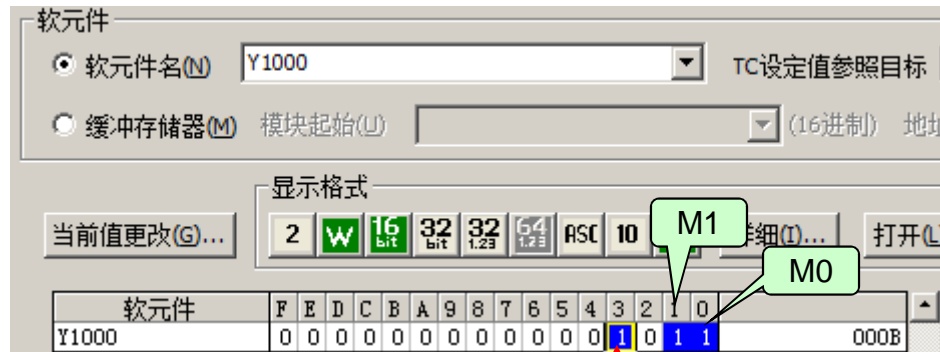 软元件
软元件名(N) Y1000 TC设定值参照目标
缓冲存储器(M) 模块起始(U) (16进制)
显示格式
当前值更改(G)... 2 W 16 bit 32 bit 32 1.23 64 1.23 ASC 10 M1 详细(I)... 打开(L)
M0
软元件 F E D C B A 9 8 7 6 5 4 3 2 1 0
Y1000 0 0 0 0 0 0 0 0 0 0 0 0 1 0 1 1 000B